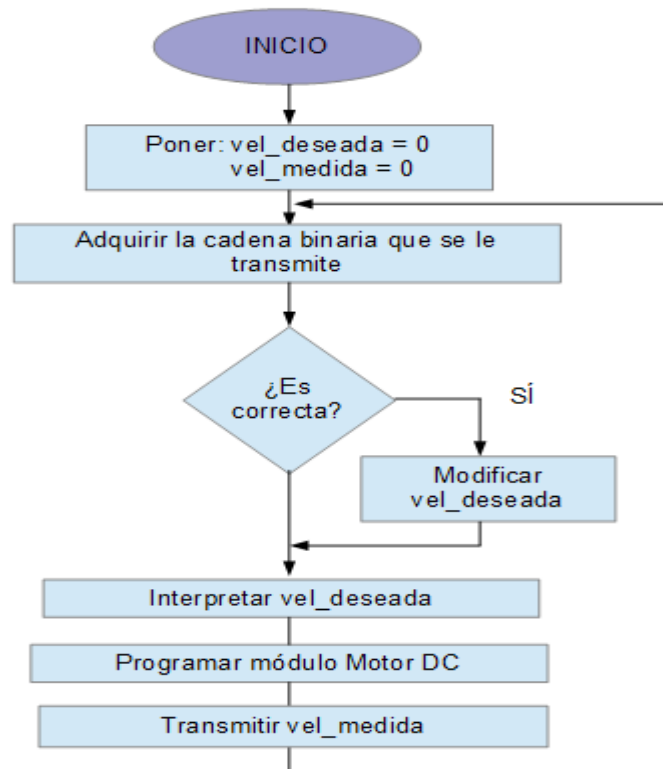 INICIO
Poner: vel_deseada = 0
vel_medida = 0
Adquirir la cadena binaria que se le
transmite
¿Es
correcta?
SÍ
Modificar
vel_deseada
Interpretar vel_deseada
Programar módulo Motor DC
Transmitir vel_medida